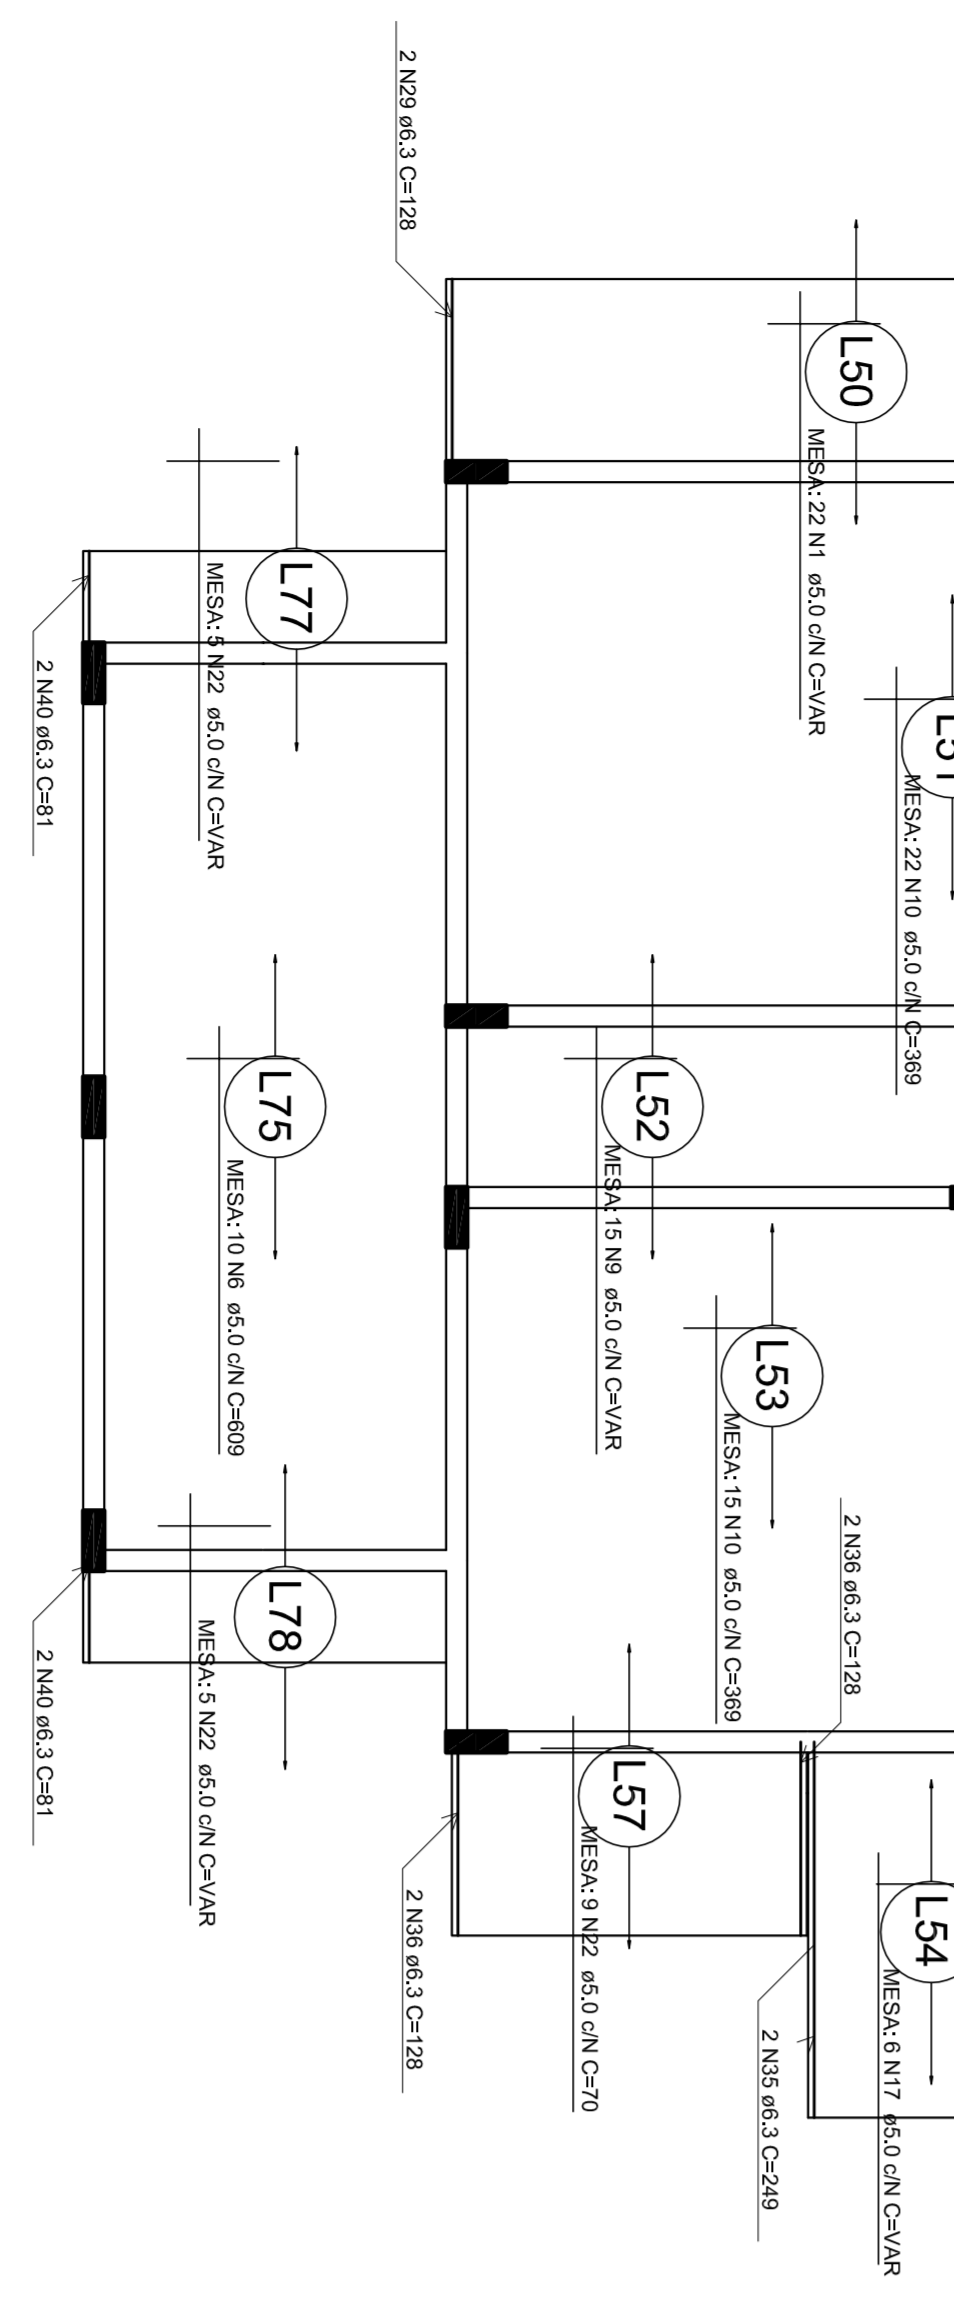 2 N29 ø6.3 C=128
L50
MESA: 22 N1 ø5.0 c/N C=VAR
L77
MESA: 5 N22 ø5.0 c/N C=VAR
2 N40 ø6.3 C=81
L51
MESA: 22 N10 ø5.0 c/N C=369
L75
MESA: 10 N6 ø5.0 c/N C=609
L52
MESA: 15 N9 ø5.0 c/N C=VAR
L53
MESA: 15 N10 ø5.0 c/N C=369
2 N36 ø6.3 C=128
L78
MESA: 5 N22 ø5.0 c/N C=VAR
2 N40 ø6.3 C=81
L57
MESA: 9 N22 ø5.0 c/N C=70
2 N36 ø6.3 C=128
L54
MESA: 6 N17 ø5.0 c/N C=VAR
2 N35 ø6.3 C=249